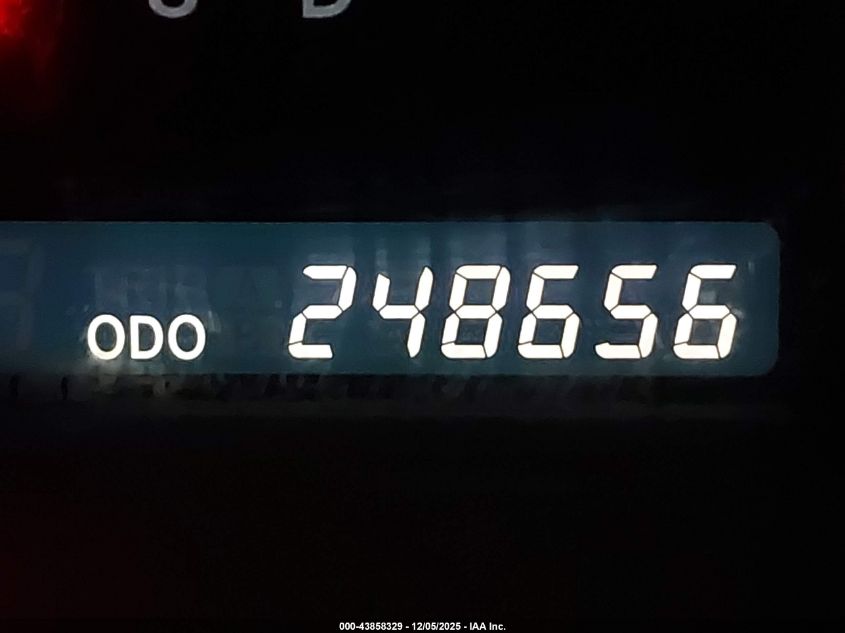 ODO 248656
000-43858329 - 12/05/2025 - IAA Inc.